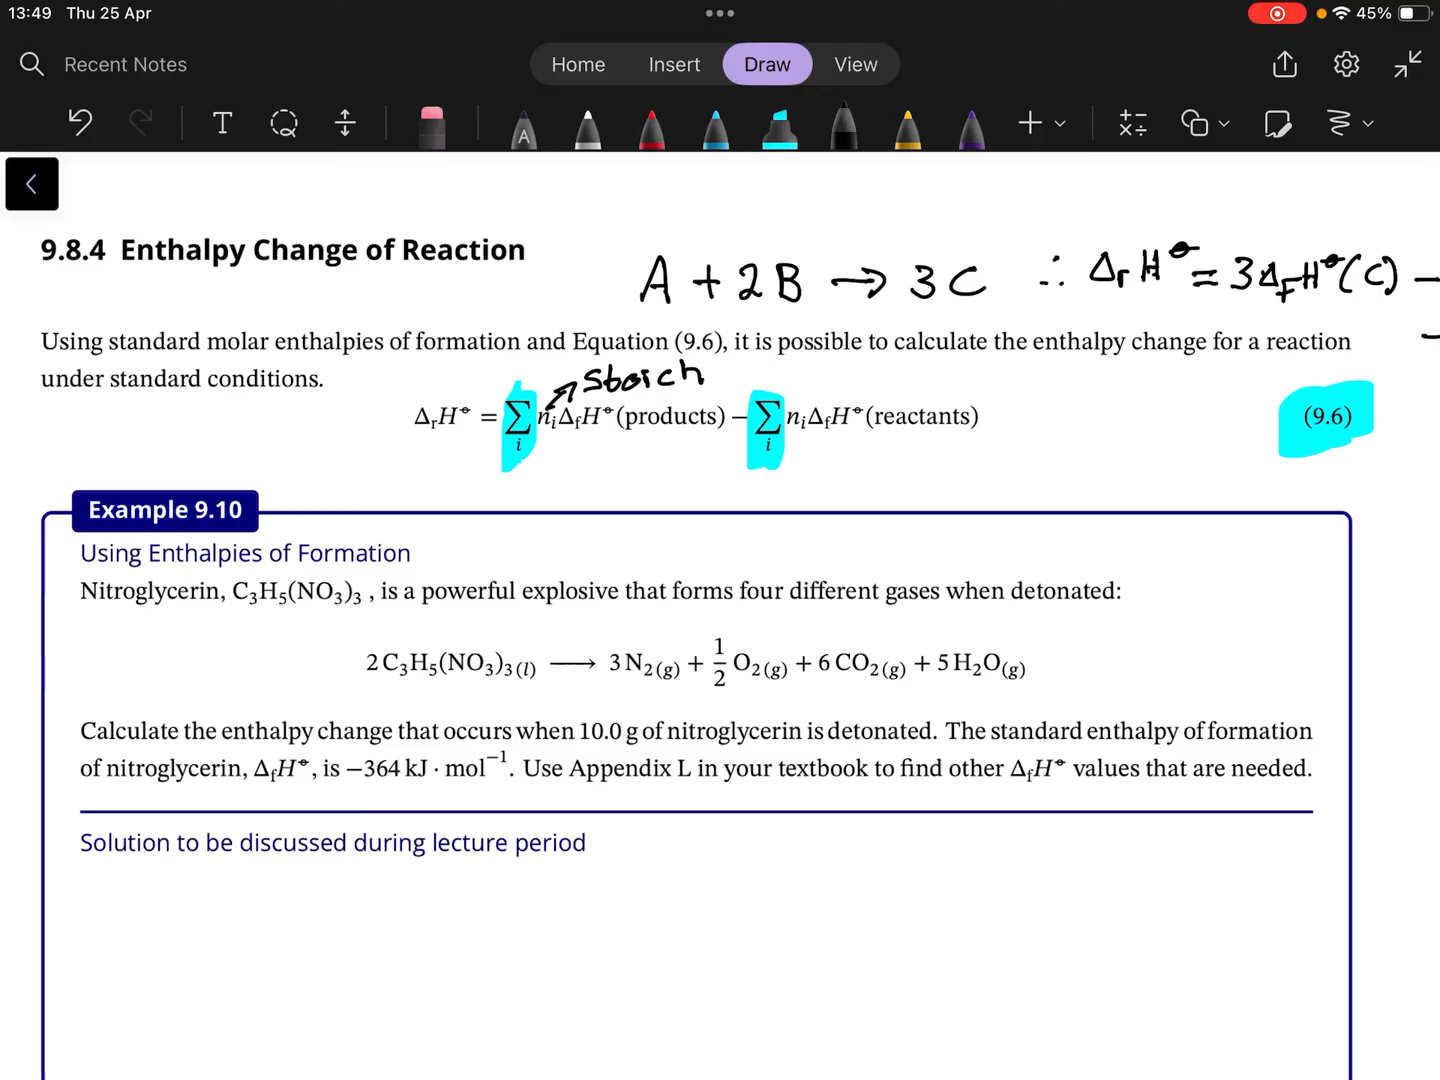 13:49 Thu 25 Apr 45%
Recent Notes Home Insert Draw View
T A
9.8.4 Enthalpy Change of Reaction
A + 2B → 3C ∴ ΔrH⦵ = 3ΔfH⦵(C) –
Using standard molar enthalpies of formation and Equation (9.6), it is possible to calculate the enthalpy change for a reaction
under standard conditions.
stoich
ΔrH⦵ = ∑i niΔfH⦵(products) − ∑i niΔfH⦵(reactants) (9.6)
Example 9.10
Using Enthalpies of Formation
Nitroglycerin, C₃H₅(NO₃)₃ , is a powerful explosive that forms four different gases when detonated:
2 C₃H₅(NO₃)₃(l) ⟶ 3 N₂(g) + 1/2 O₂(g) + 6 CO₂(g) + 5 H₂O(g)
Calculate the enthalpy change that occurs when 10.0 g of nitroglycerin is detonated. The standard enthalpy of formation
of nitroglycerin, ΔfH⦵, is −364 kJ · mol⁻¹. Use Appendix L in your textbook to find other ΔfH⦵ values that are needed.
Solution to be discussed during lecture period